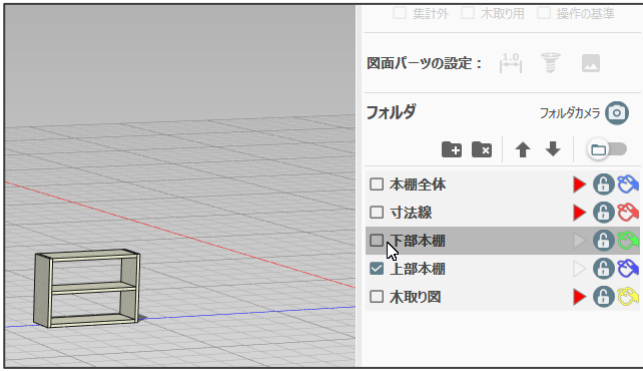 集計外 木取り用 操作の基準
図面パーツの設定： 1.0
フォルダ フォルダカメラ
本棚全体
寸法線
下部本棚
上部本棚
木取り図